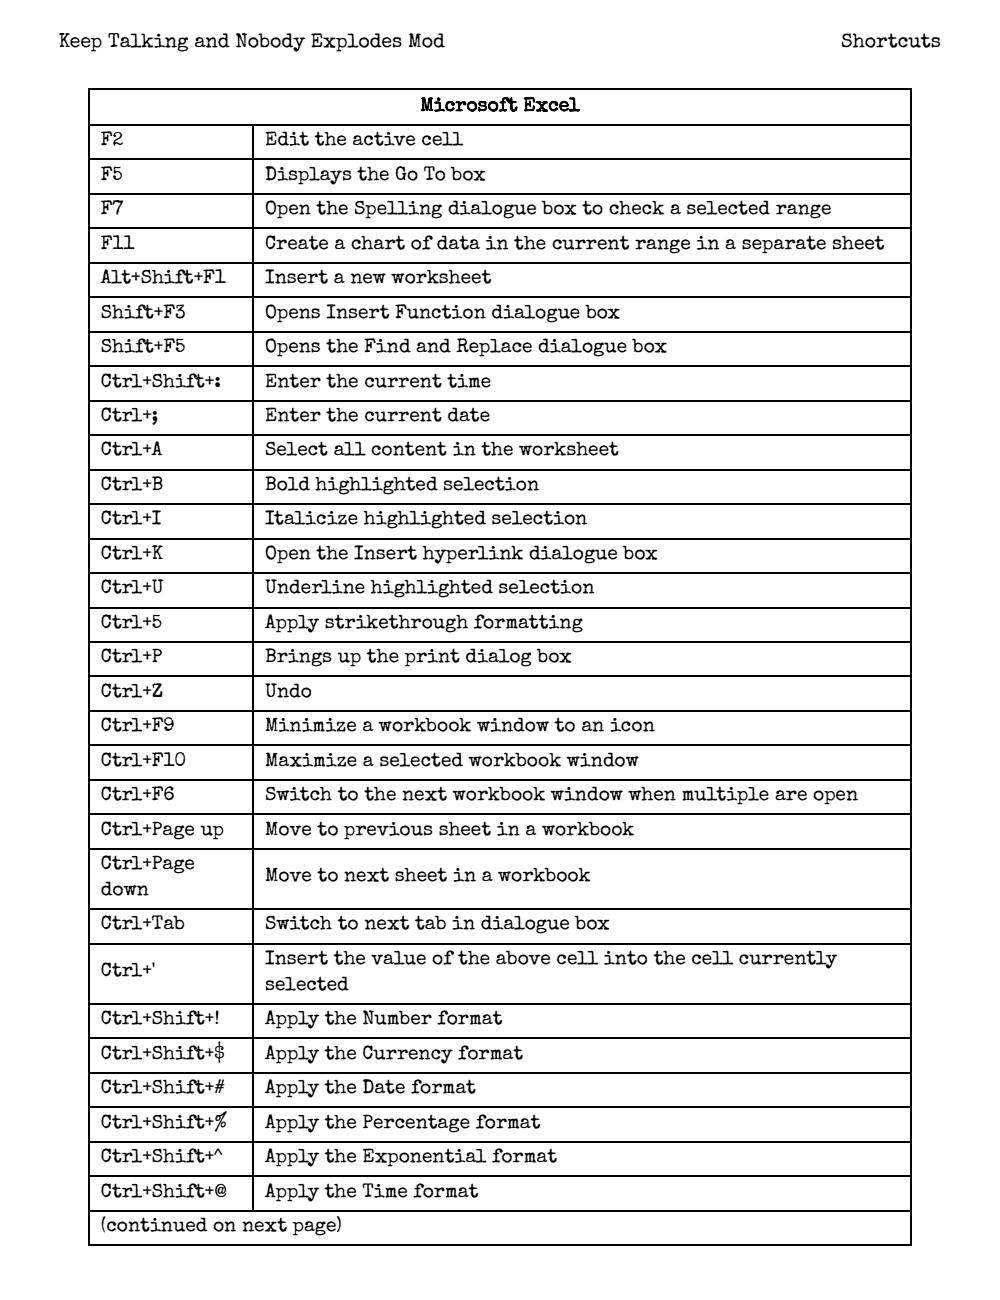 Keep Talking and Nobody Explodes Mod Shortcuts
Microsoft Excel
F2 Edit the active cell
F5 Displays the Go To box
F7 Open the Spelling dialogue box to check a selected range
F11 Create a chart of data in the current range in a separate sheet
Alt+Shift+F1 Insert a new worksheet
Shift+F3 Opens Insert Function dialogue box
Shift+F5 Opens the Find and Replace dialogue box
Ctrl+Shift+: Enter the current time
Ctrl+; Enter the current date
Ctrl+A Select all content in the worksheet
Ctrl+B Bold highlighted selection
Ctrl+I Italicize highlighted selection
Ctrl+K Open the Insert hyperlink dialogue box
Ctrl+U Underline highlighted selection
Ctrl+5 Apply strikethrough formatting
Ctrl+P Brings up the print dialog box
Ctrl+Z Undo
Ctrl+F9 Minimize a workbook window to an icon
Ctrl+F10 Maximize a selected workbook window
Ctrl+F6 Switch to the next workbook window when multiple are open
Ctrl+Page up Move to previous sheet in a workbook
Ctrl+Page
down
Move to next sheet in a workbook
Ctrl+Tab Switch to next tab in dialogue box
Ctrl+'
Insert the value of the above cell into the cell currently
selected
Ctrl+Shift+! Apply the Number format
Ctrl+Shift+$ Apply the Currency format
Ctrl+Shift+# Apply the Date format
Ctrl+Shift+% Apply the Percentage format
Ctrl+Shift+^ Apply the Exponential format
Ctrl+Shift+@ Apply the Time format
(continued on next page)